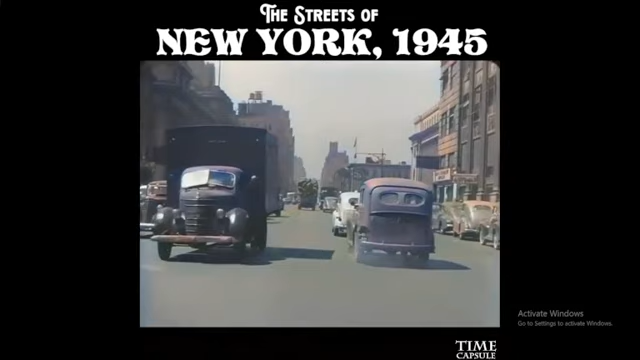 THE STREETS OF
NEW YORK, 1945
Activate Windows
Go to Settings to activate Windows.
TIME
CAPSULE